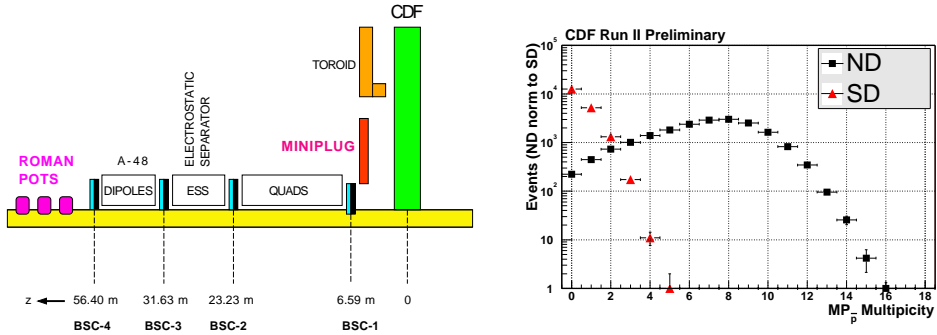 CDF
TOROID
ELECTROSTATIC
SEPARATOR
MINIPLUG
ROMAN
POTS
A-48
DIPOLES
ESS
QUADS
z
56.40 m
31.63 m
23.23 m
6.59 m
0
BSC-4
BSC-3
BSC-2
BSC-1
CDF Run II Preliminary
ND
SD
Events (ND norm to SD)
10^5
10^4
10^3
10^2
10
1
0 2 4 6 8 10 12 14 16 18
MP_p̅ Multipicity